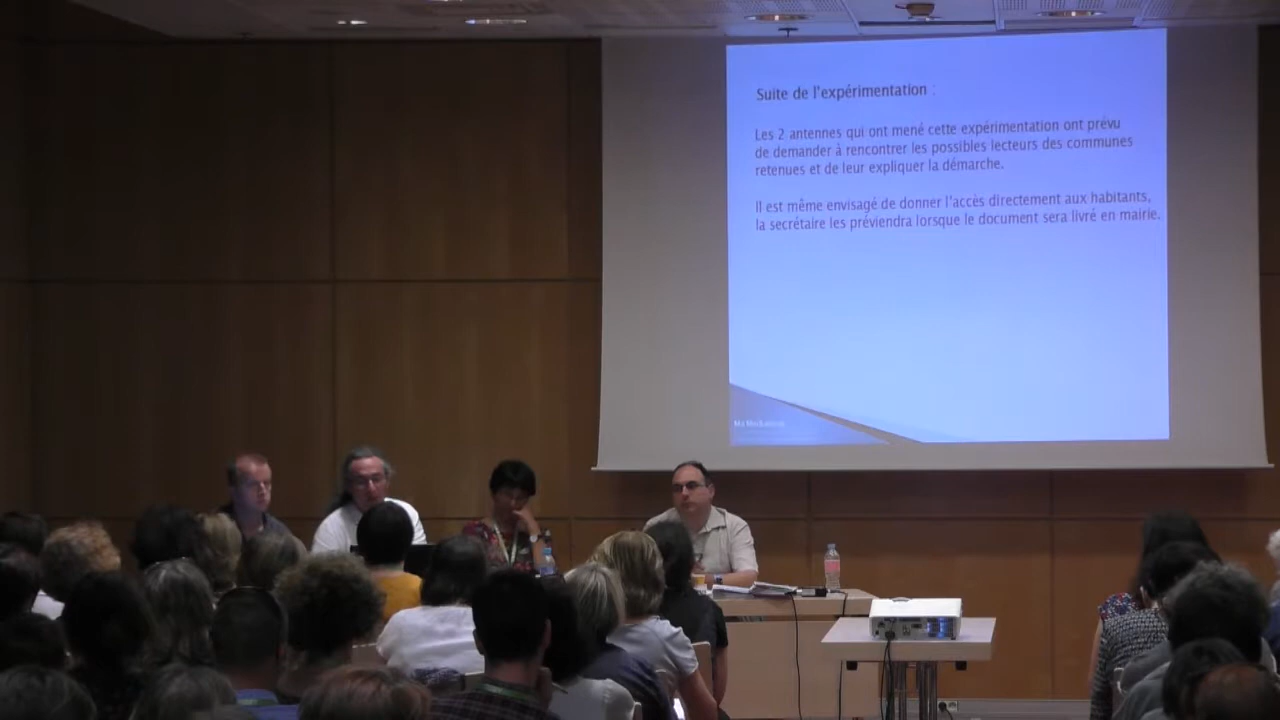 Suite de l'expérimentation :
Les 2 antennes qui ont mené cette expérimentation ont prévu
de demander à rencontrer les possibles lecteurs des communes
retenues et de leur expliquer la démarche.
Il est même envisagé de donner l'accès directement aux habitants,
la secrétaire les préviendra lorsque le document sera livré en mairie.